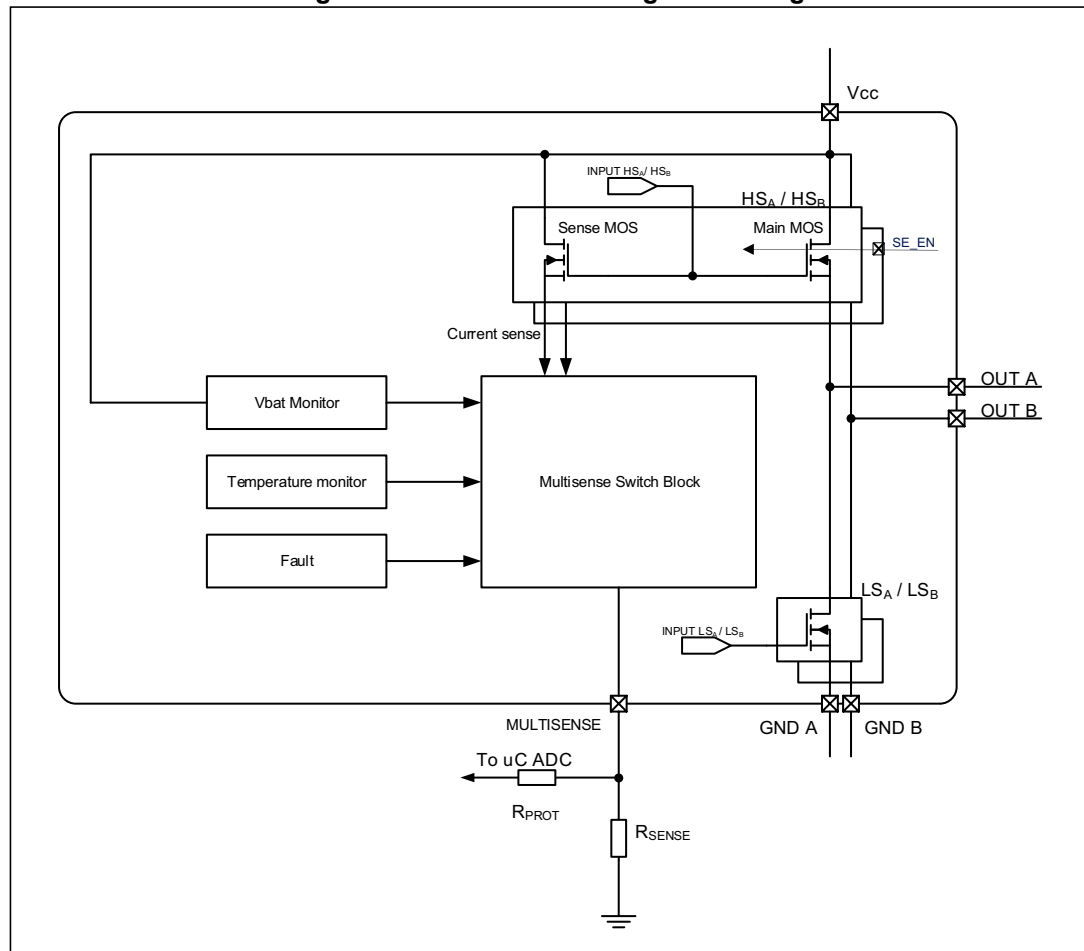 Vcc
INPUT HSA/ HSB
HSA / HSB
Sense MOS
Main MOS
SE_EN
Current sense
OUT A
OUT B
Vbat Monitor
Temperature monitor
Multisense Switch Block
Fault
LSA / LSB
INPUT LSA/ LSB
MULTISENSE
GND A
GND B
To uC ADC
RPROT
RSENSE